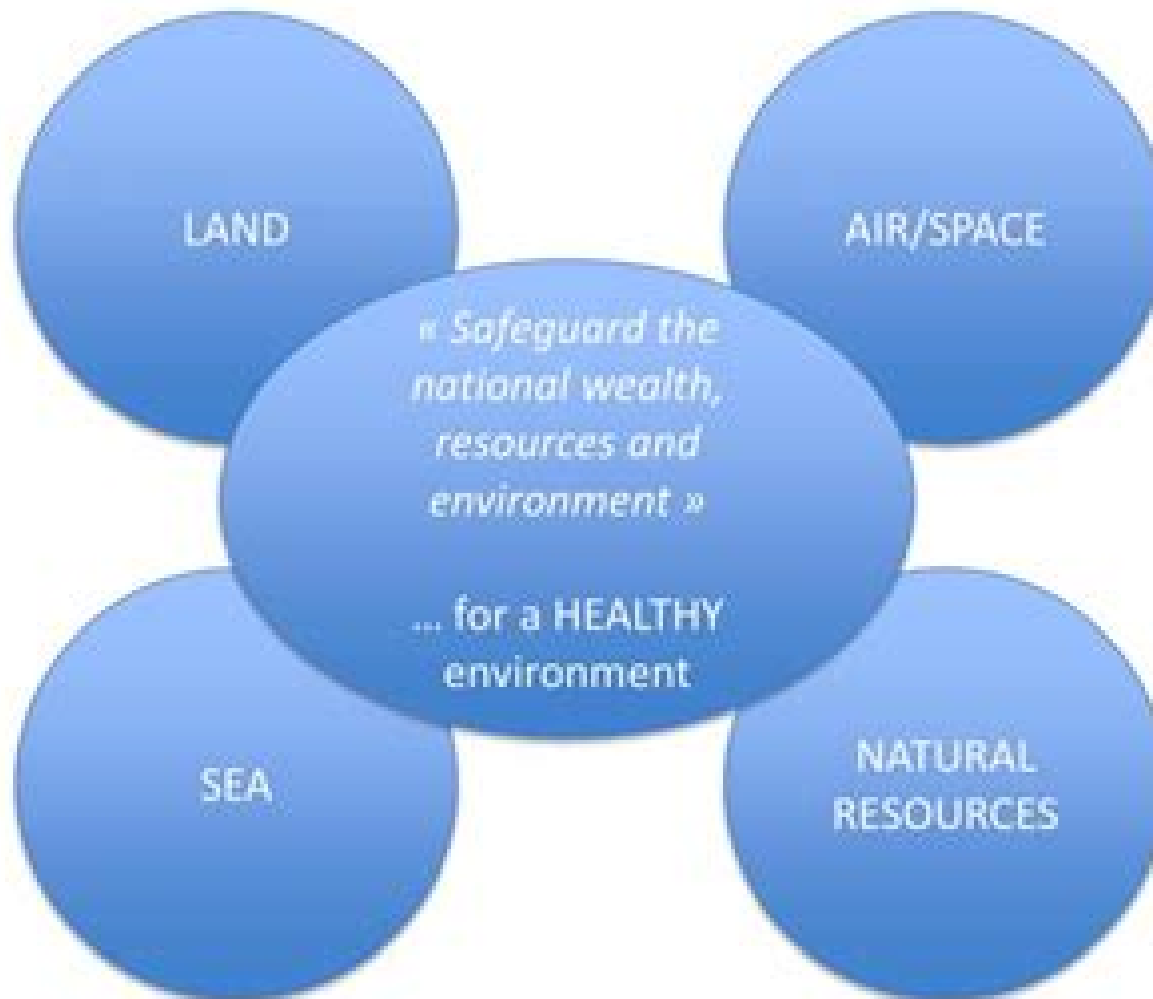 LAND
AIR/SPACE
« Safeguard the
national wealth,
resources and
environment »
... for a HEALTHY
environment
SEA
NATURAL
RESOURCES